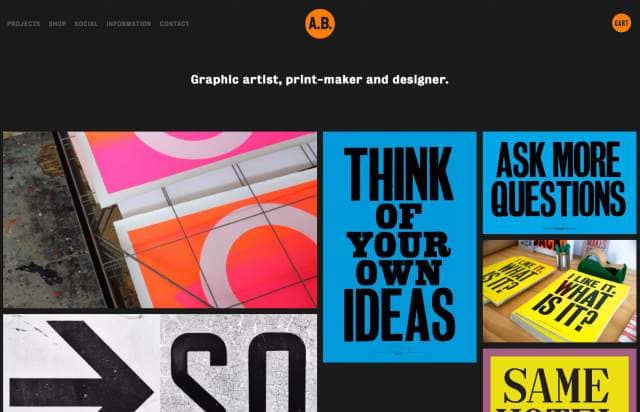 PROJECTS SHOP SOCIAL INFORMATION CONTACT
A.B.
CART
Graphic artist, print-maker and designer.
THINK
OF
YOUR
OWN
IDEAS
ASK MORE
QUESTIONS
I LIKE IT.
WHAT
IS IT?
I LIKE IT.
WHAT
IS IT?
SAME